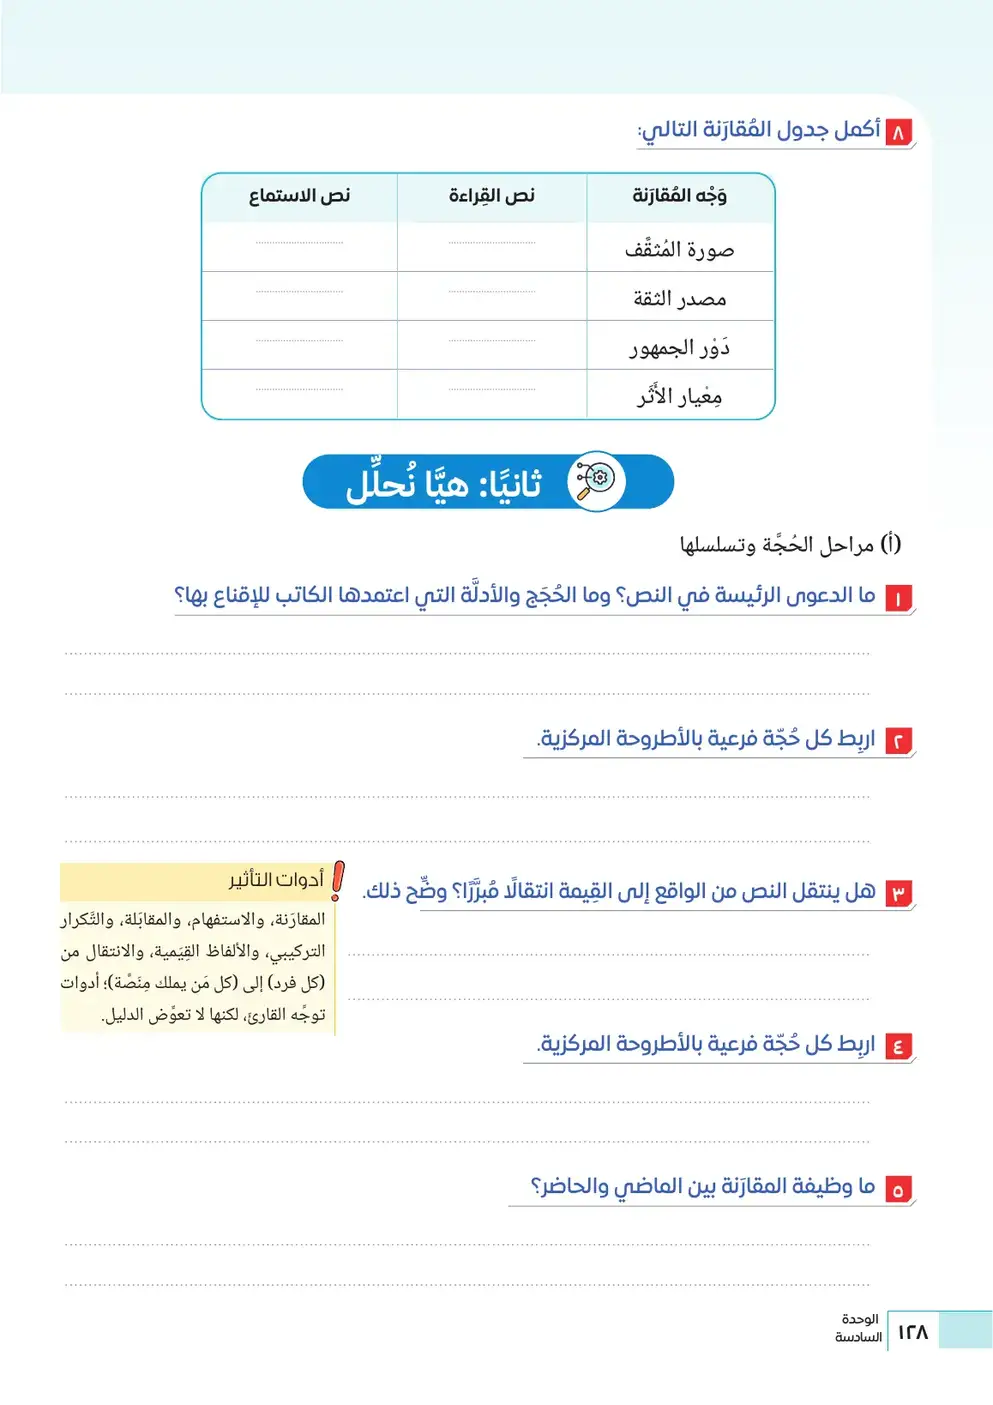 ٨ أكمل جدول المُقارَنة التالي:
وَجْه المُقارَنة نص القِراءة نص الاستماع
صورة المُثقَّف
مصدر الثقة
دَوْر الجمهور
مِعْيار الأَثَر
ثانيًا: هيَّا نُحلِّل
(أ) مراحل الحُجَّة وتسلسلها
١ ما الدعوى الرئيسة في النص؟ وما الحُجَج والأدلَّة التي اعتمدها الكاتب للإقناع بها؟
٢ اربِط كل حُجّة فرعية بالأطروحة المركزية.
٣ هل ينتقل النص من الواقع إلى القِيمة انتقالًا مُبرَّرًا؟ وضِّح ذلك.
أدوات التأثير
المقارَنة، والاستفهام، والمقابَلة، والتَّكرار
التركيبي، والألفاظ القِيَمية، والانتقال من
(كل فرد) إلى (كل مَن يملك مِنَصَّة)؛ أدوات
توجِّه القارئ، لكنها لا تعوِّض الدليل.
٤ اربِط كل حُجّة فرعية بالأطروحة المركزية.
٥ ما وظيفة المقارَنة بين الماضي والحاضر؟
الوحدة
السادسة
١٢٨